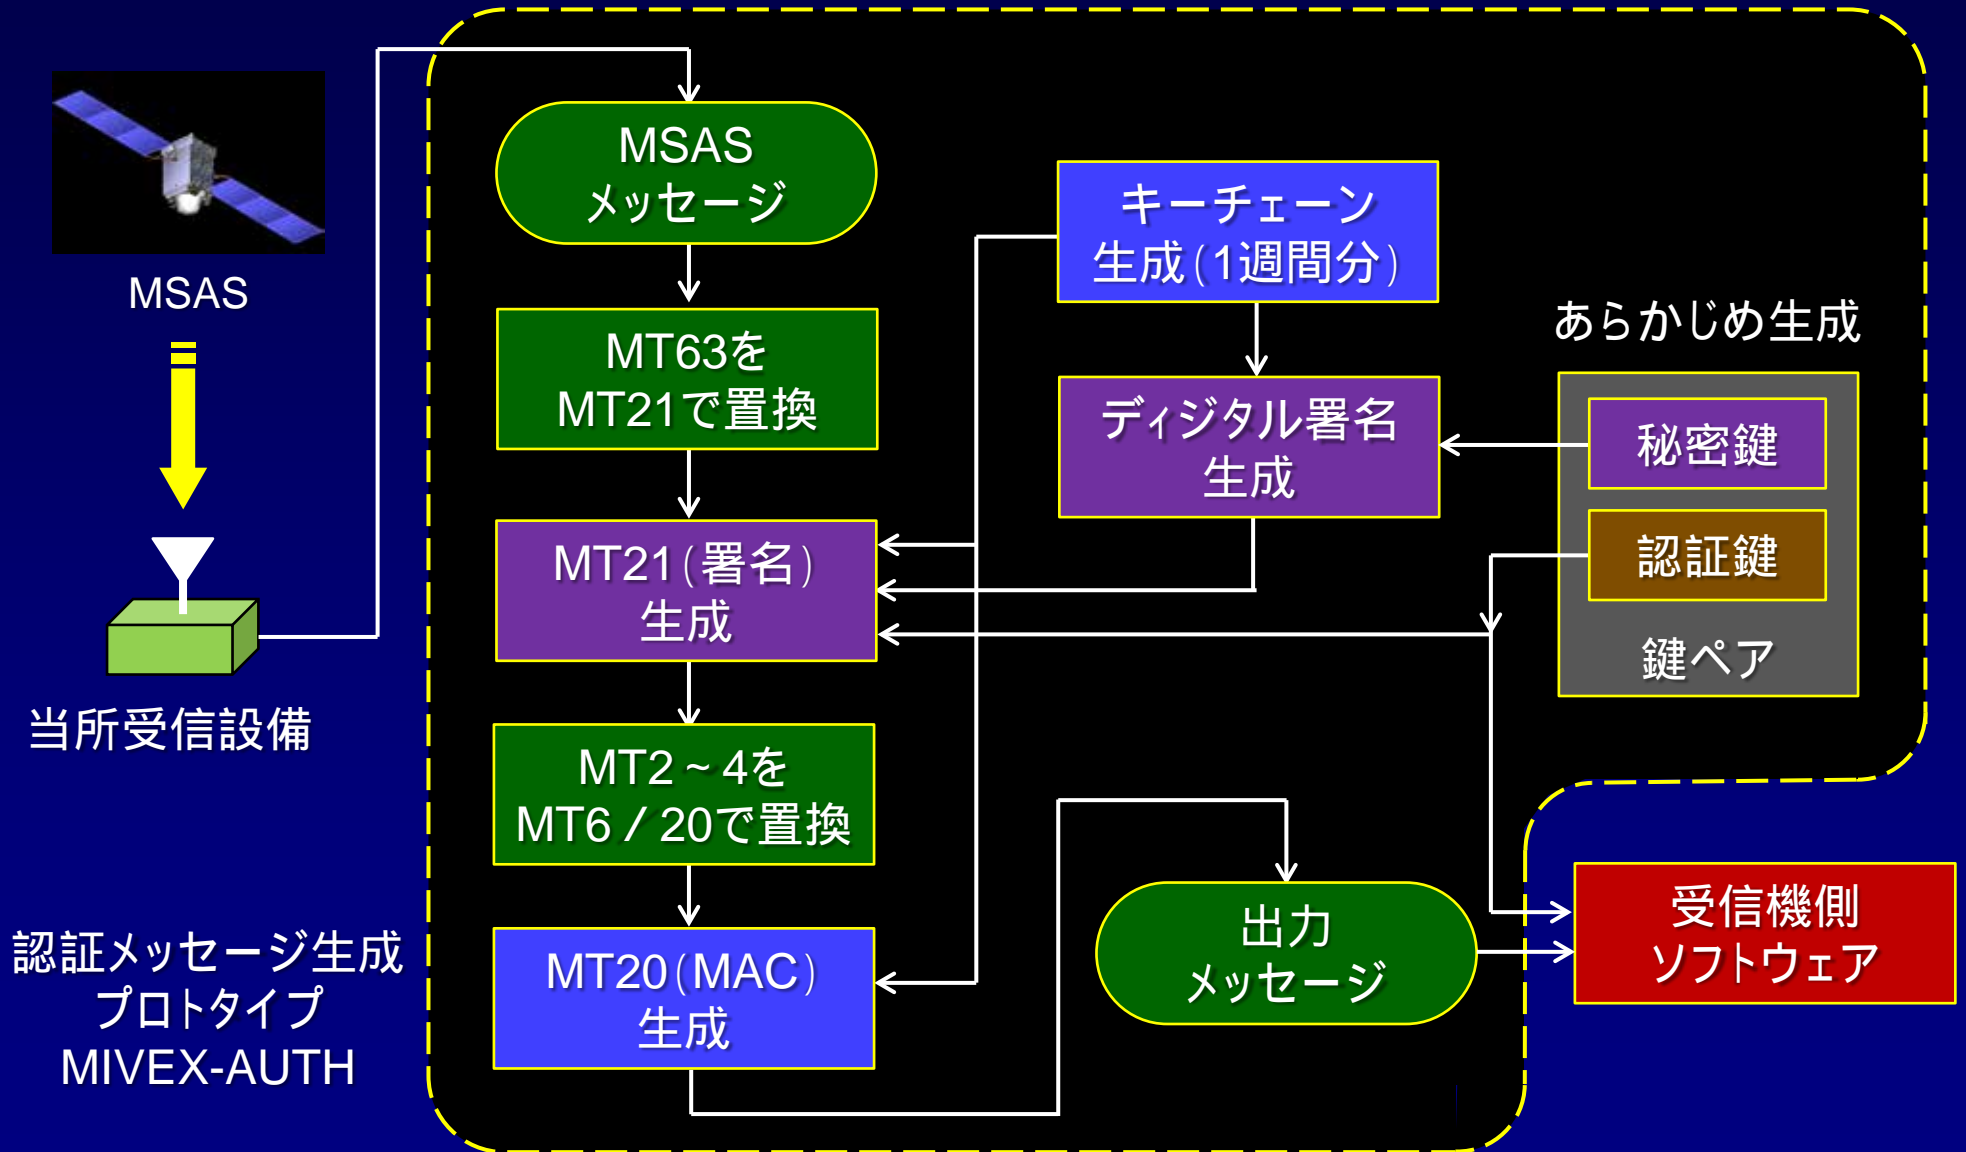 MSAS
当所受信設備
認証メッセージ生成
プロトタイプ
MIVEX-AUTH
MSAS
メッセージ
MT63を
MT21で置換
MT21(署名)
生成
MT2~4を
MT6/20で置換
MT20(MAC)
生成
キーチェーン
生成(1週間分)
ディジタル署名
生成
あらかじめ生成
秘密鍵
認証鍵
鍵ペア
出力
メッセージ
受信機側
ソフトウェア